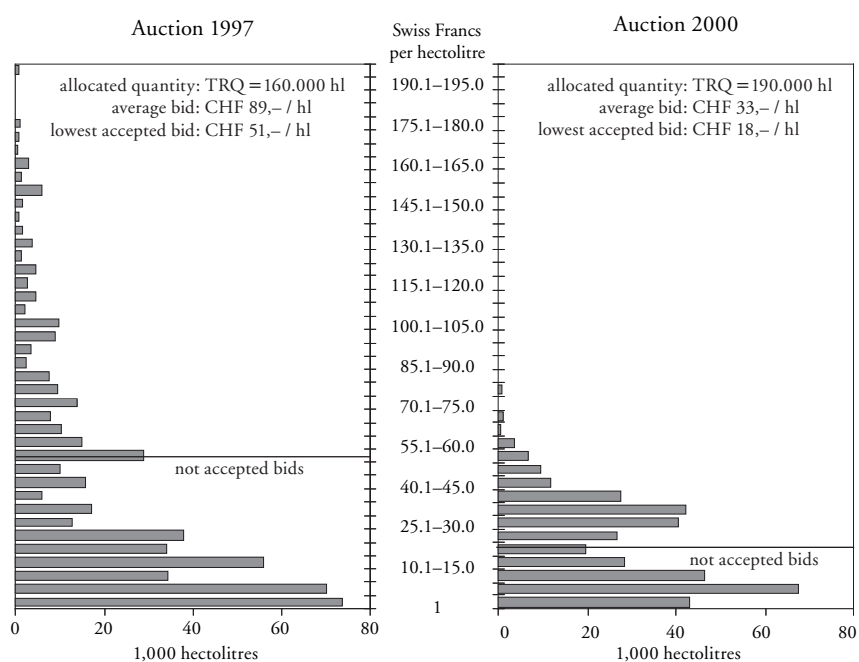 Auction 1997
allocated quantity: TRQ = 160.000 hl
average bid: CHF 89,– / hl
lowest accepted bid: CHF 51,– / hl
not accepted bids
0 20 40 60 80
1,000 hectolitres
Swiss Francs
per hectolitre
190.1–195.0
175.1–180.0
160.1–165.0
145.1–150.0
130.1–135.0
115.1–120.0
100.1–105.0
85.1–90.0
70.1–75.0
55.1–60.0
40.1–45.0
25.1–30.0
10.1–15.0
1
Auction 2000
allocated quantity: TRQ = 190.000 hl
average bid: CHF 33,– / hl
lowest accepted bid: CHF 18,– / hl
not accepted bids
0 20 40 60 80
1,000 hectolitres